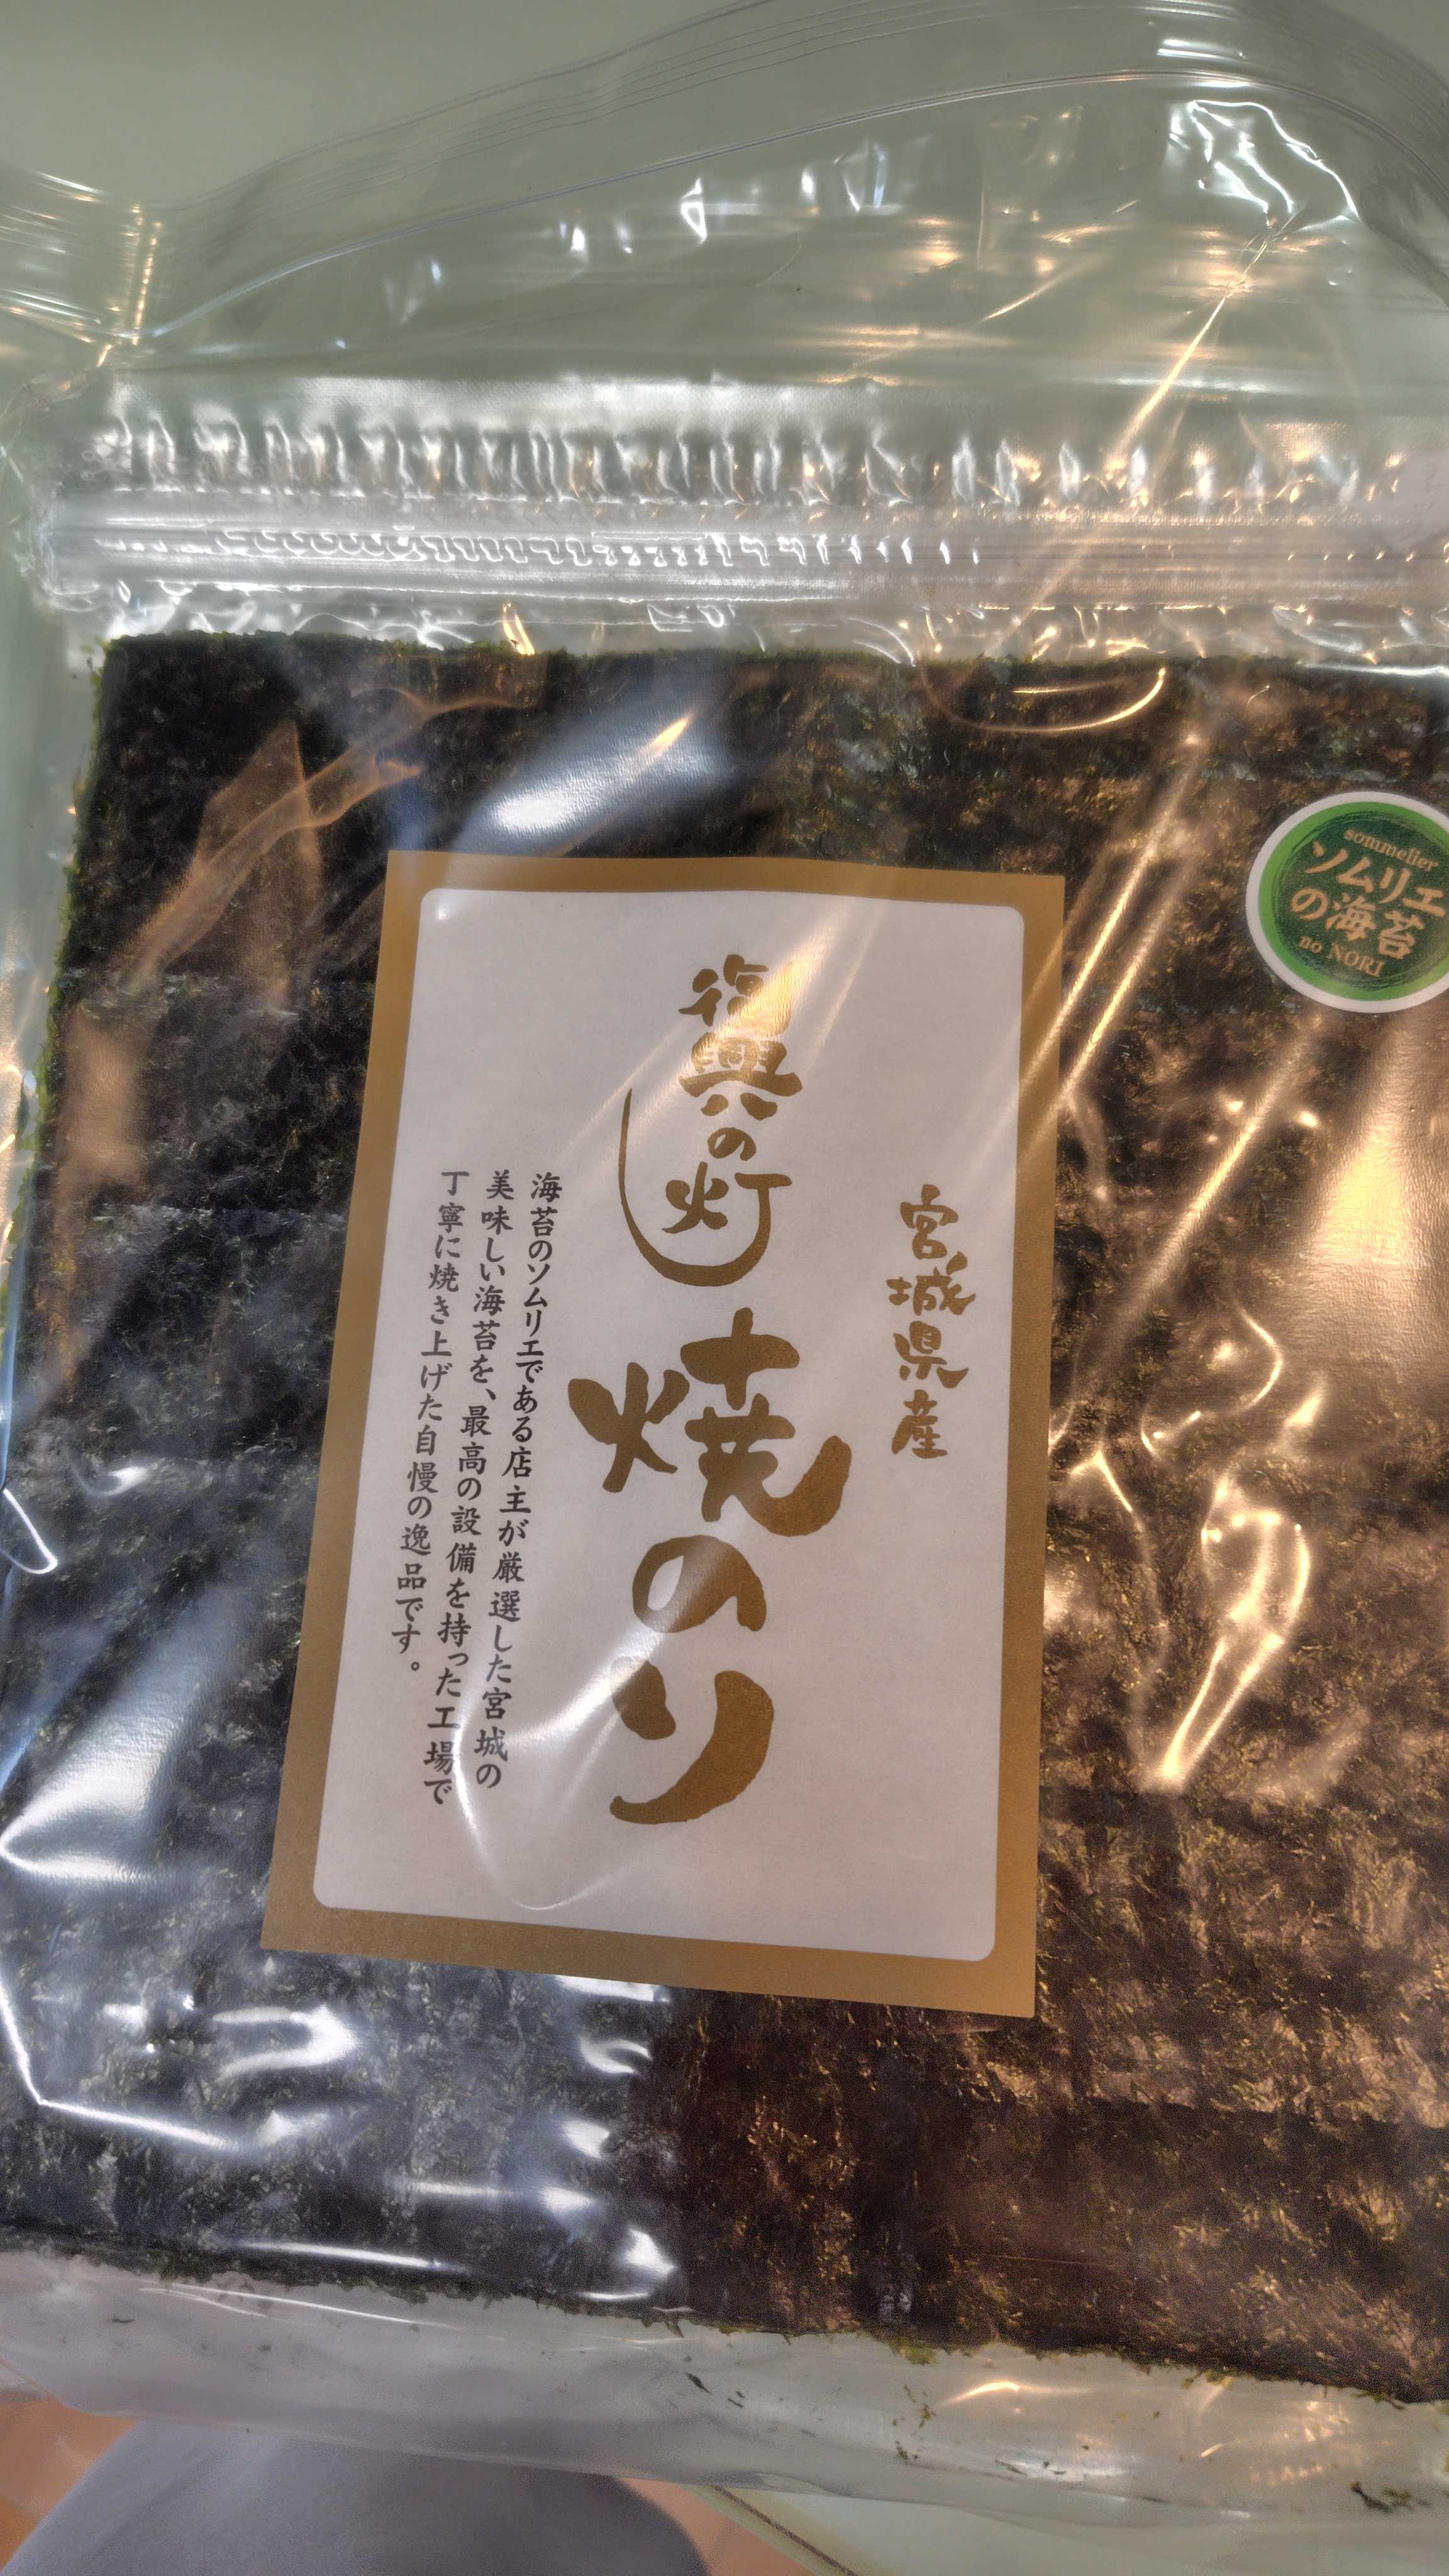 sommelier
ソムリエ
の海苔
no NORI
宮城県産
復興の灯
焼のり
海苔のソムリエである店主が厳選した宮城の
美味しい海苔を、最高の設備を持った工場で
丁寧に焼き上げた自慢の逸品です。